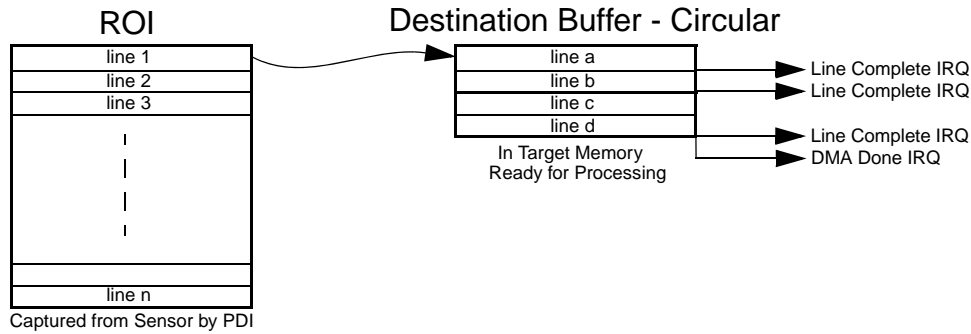 ROI
line 1
line 2
line 3
line n
Captured from Sensor by PDI
Destination Buffer - Circular
line a
line b
line c
line d
In Target Memory
Ready for Processing
Line Complete IRQ
Line Complete IRQ
Line Complete IRQ
DMA Done IRQ